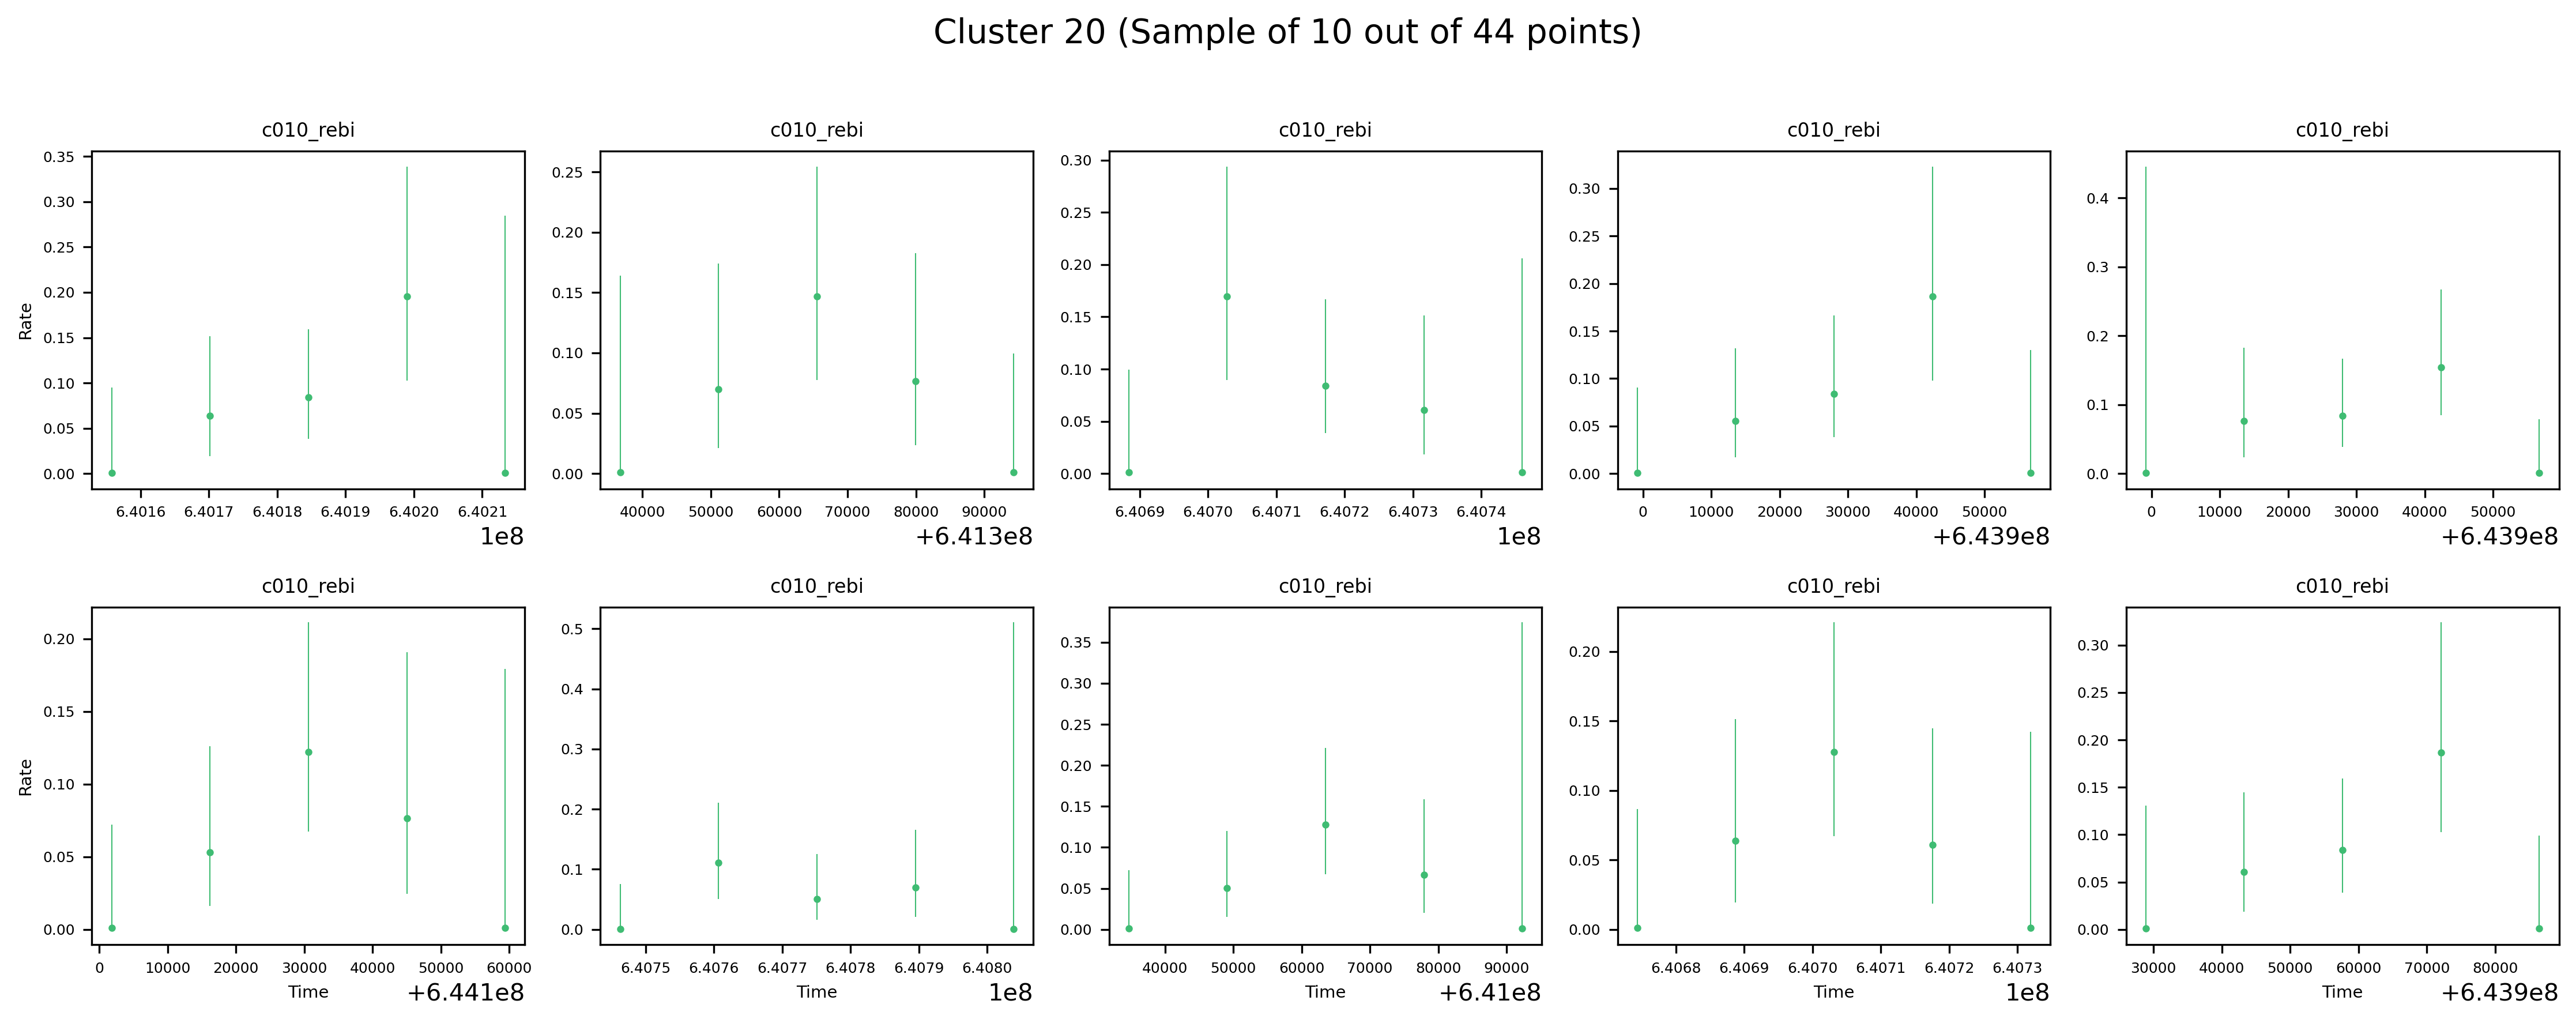 Cluster 20 (Sample of 10 out of 44 points)
c010_rebi c010_rebi c010_rebi c010_rebi c010_rebi
Rate
0.35 0.30 0.25 0.20 0.15 0.10 0.05 0.00
6.4016 6.4017 6.4018 6.4019 6.4020 6.4021
1e8
0.25 0.20 0.15 0.10 0.05 0.00
40000 50000 60000 70000 80000 90000
+6.413e8
0.30 0.25 0.20 0.15 0.10 0.05 0.00
6.4069 6.4070 6.4071 6.4072 6.4073 6.4074
1e8
0.30 0.25 0.20 0.15 0.10 0.05 0.00
0 10000 20000 30000 40000 50000
+6.439e8
0.4 0.3 0.2 0.1 0.0
0 10000 20000 30000 40000 50000
+6.439e8
c010_rebi c010_rebi c010_rebi c010_rebi c010_rebi
Rate
0.20 0.15 0.10 0.05 0.00
0 10000 20000 30000 40000 50000 60000
Time +6.441e8
0.5 0.4 0.3 0.2 0.1 0.0
6.4075 6.4076 6.4077 6.4078 6.4079 6.4080
Time 1e8
0.35 0.30 0.25 0.20 0.15 0.10 0.05 0.00
40000 50000 60000 70000 80000 90000
Time +6.41e8
0.20 0.15 0.10 0.05 0.00
6.4068 6.4069 6.4070 6.4071 6.4072 6.4073
Time 1e8
0.30 0.25 0.20 0.15 0.10 0.05 0.00
30000 40000 50000 60000 70000 80000
Time +6.439e8